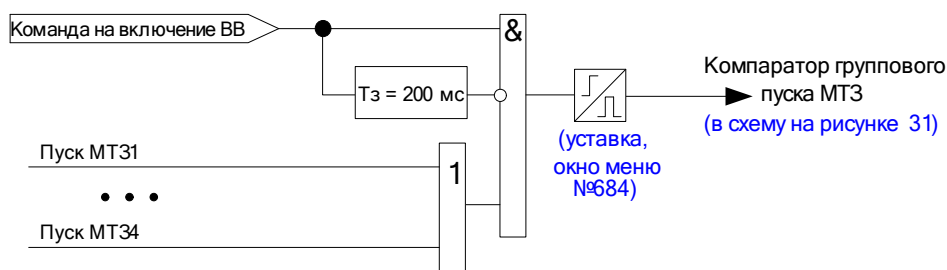 Команда на включение ВВ
&
Тз = 200 мс
Компаратор группового
пуска МТЗ
(в схему на рисунке 31)
(уставка,
окно меню
№684)
Пуск МТЗ1
1
• • •
Пуск МТЗ4